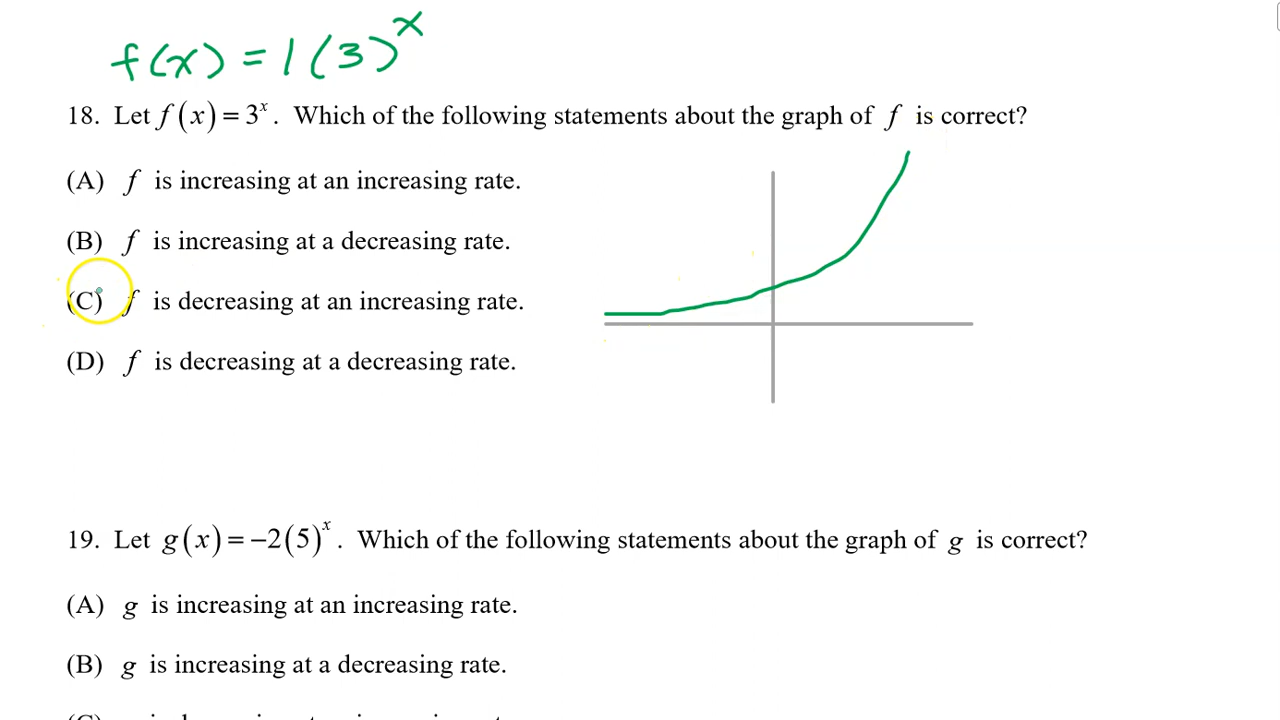 f(x) = 1(3)^x
18. Let f(x) = 3^x. Which of the following statements about the graph of f is correct?
(A) f is increasing at an increasing rate.
(B) f is increasing at a decreasing rate.
(C) f is decreasing at an increasing rate.
(D) f is decreasing at a decreasing rate.
19. Let g(x) = −2(5)^x. Which of the following statements about the graph of g is correct?
(A) g is increasing at an increasing rate.
(B) g is increasing at a decreasing rate.